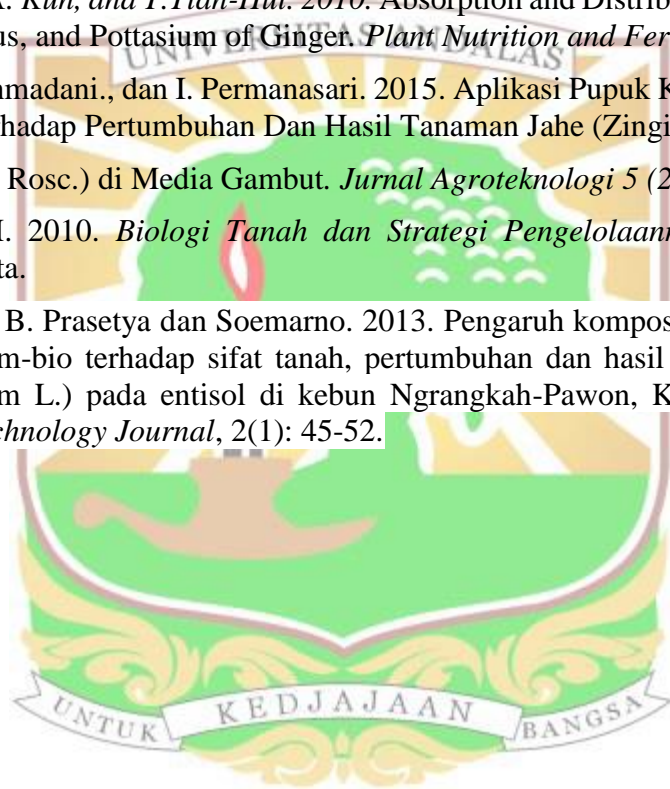 . Kun, and T.Tian-Hui. 2010. Absorption and Distrib
us, and Pottasium of Ginger. Plant Nutrition and Fer
UNIVERSITAS ANDALAS
madani., dan I. Permanasari. 2015. Aplikasi Pupuk K
hadap Pertumbuhan Dan Hasil Tanaman Jahe (Zingi
Rosc.) di Media Gambut. Jurnal Agroteknologi 5 (2
I. 2010. Biologi Tanah dan Strategi Pengelolaann
ta.
B. Prasetya dan Soemarno. 2013. Pengaruh kompos
m-bio terhadap sifat tanah, pertumbuhan dan hasil
m L.) pada entisol di kebun Ngrangkah-Pawon, K
chnology Journal, 2(1): 45-52.
UNTUK KEDJAJAAN BANGSA